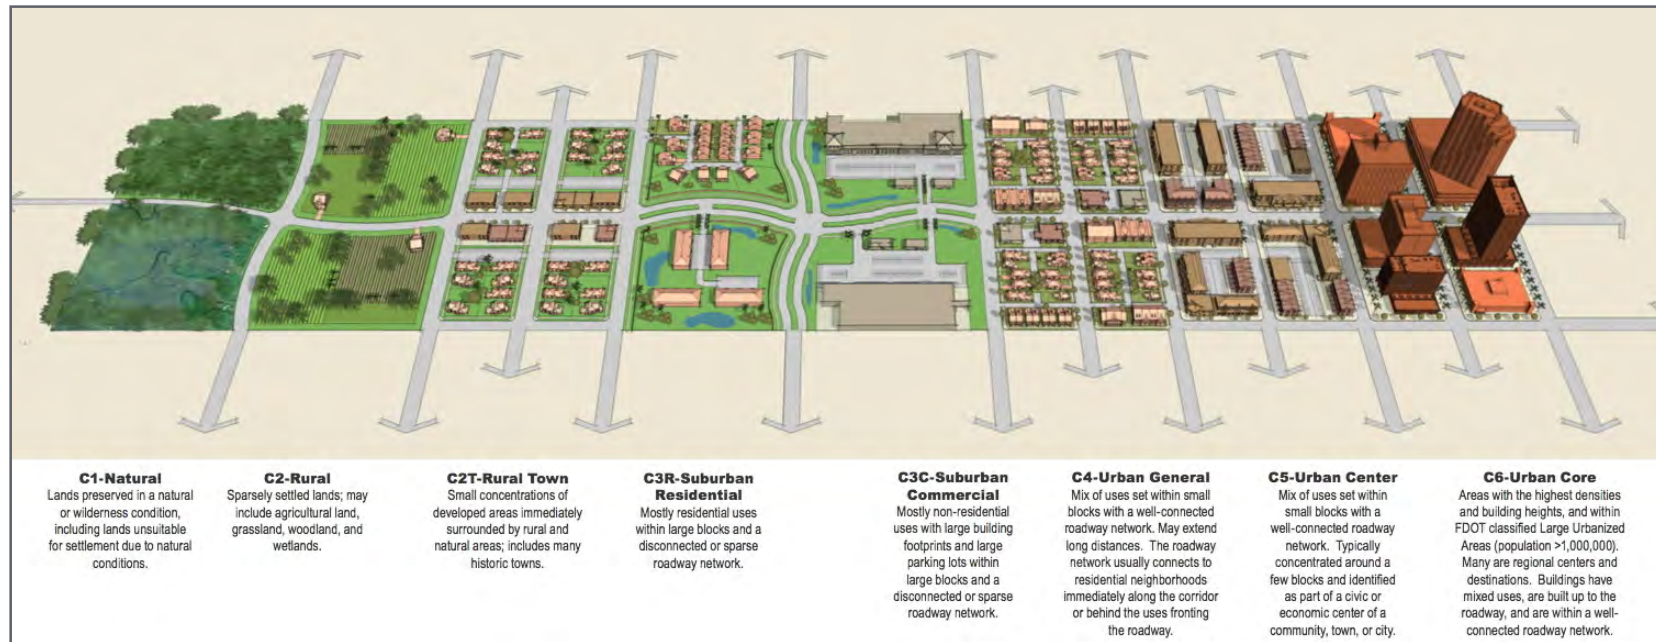 C1-Natural
Lands preserved in a natural
or wilderness condition,
including lands unsuitable
for settlement due to natural
conditions.
C2-Rural
Sparsely settled lands; may
include agricultural land,
grassland, woodland, and
wetlands.
C2T-Rural Town
Small concentrations of
developed areas immediately
surrounded by rural and
natural areas; includes many
historic towns.
C3R-Suburban
Residential
Mostly residential uses
within large blocks and a
disconnected or sparse
roadway network.
C3C-Suburban
Commercial
Mostly non-residential
uses with large building
footprints and large
parking lots within
large blocks and a
disconnected or sparse
roadway network.
C4-Urban General
Mix of uses set within small
blocks with a well-connected
roadway network. May extend
long distances. The roadway
network usually connects to
residential neighborhoods
immediately along the corridor
or behind the uses fronting
the roadway.
C5-Urban Center
Mix of uses set within
small blocks with a
well-connected roadway
network. Typically
concentrated around a
few blocks and identified
as part of a civic or
economic center of a
community, town, or city.
C6-Urban Core
Areas with the highest densities
and building heights, and within
FDOT classified Large Urbanized
Areas (population >1,000,000).
Many are regional centers and
destinations. Buildings have
mixed uses, are built up to the
roadway, and are within a well-
connected roadway network.